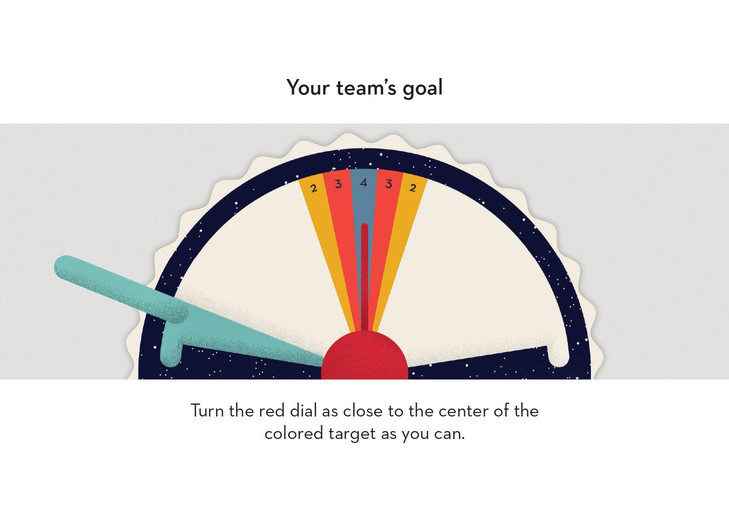 Your team's goal
2 3 4 3 2
Turn the red dial as close to the center of the
colored target as you can.